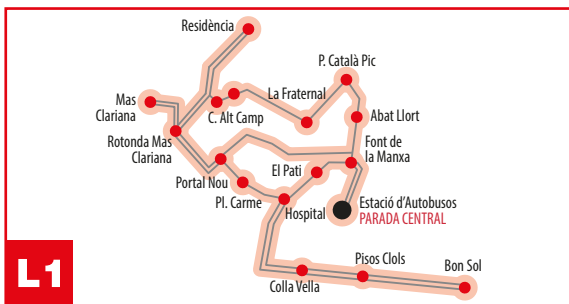 Residència
P. Català Pic
Mas
Clariana
La Fraternal
C. Alt Camp
Abat Llort
Rotonda Mas
Clariana
Font de
la Manxa
El Pati
Portal Nou
Pl. Carme
Hospital
Estació d'Autobusos
PARADA CENTRAL
L1
Pisos Clols
Bon Sol
Colla Vella